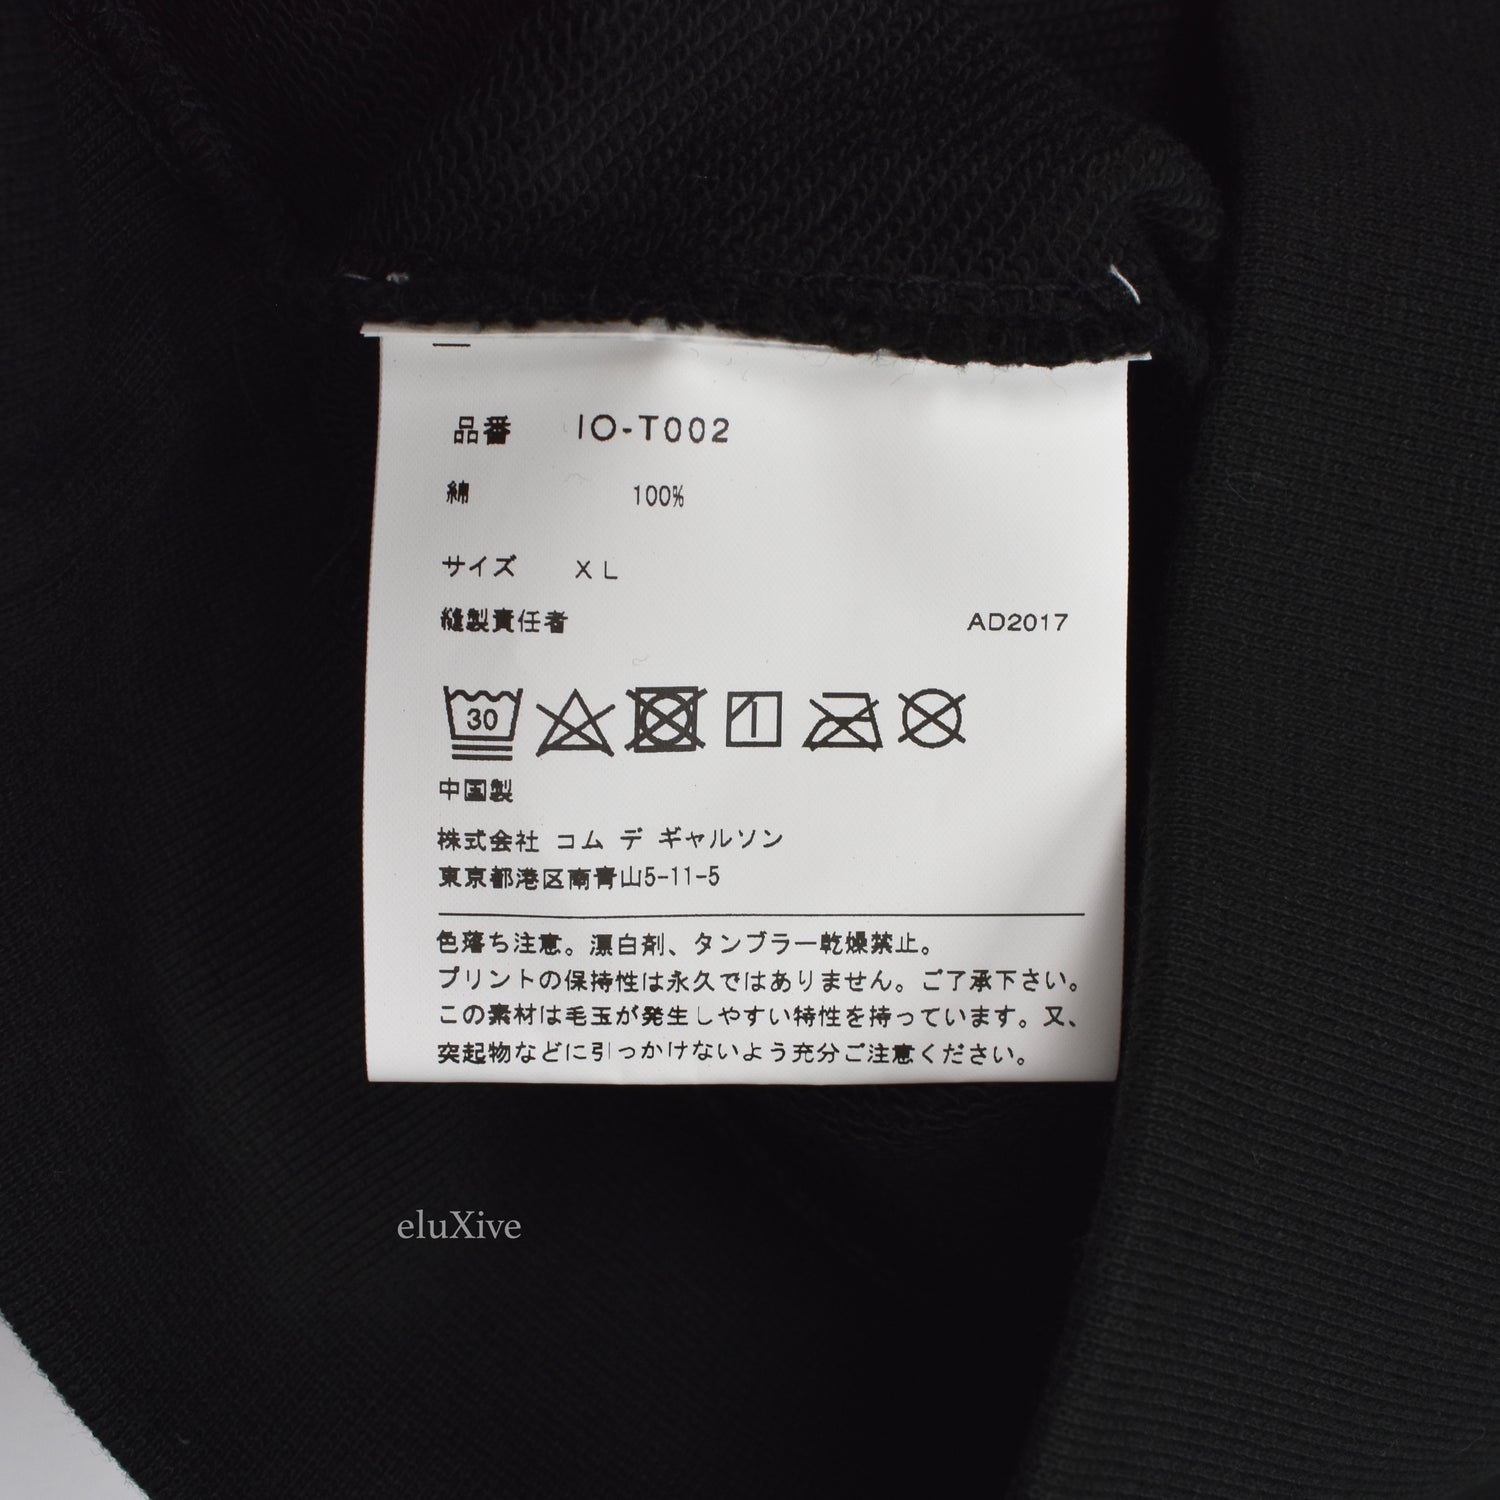 品番 IO-T002
綿 100%
サイズ XL
縫製責任者 AD2017
30
中国製
株式会社 コム デ ギャルソン
東京都港区南青山5-11-5
色落ち注意。漂白剤、タンブラー乾燥禁止。
プリントの保持性は永久ではありません。ご了承下さい。
この素材は毛玉が発生しやすい特性を持っています。又、
突起物などに引っかけないよう充分ご注意ください。
eluXive